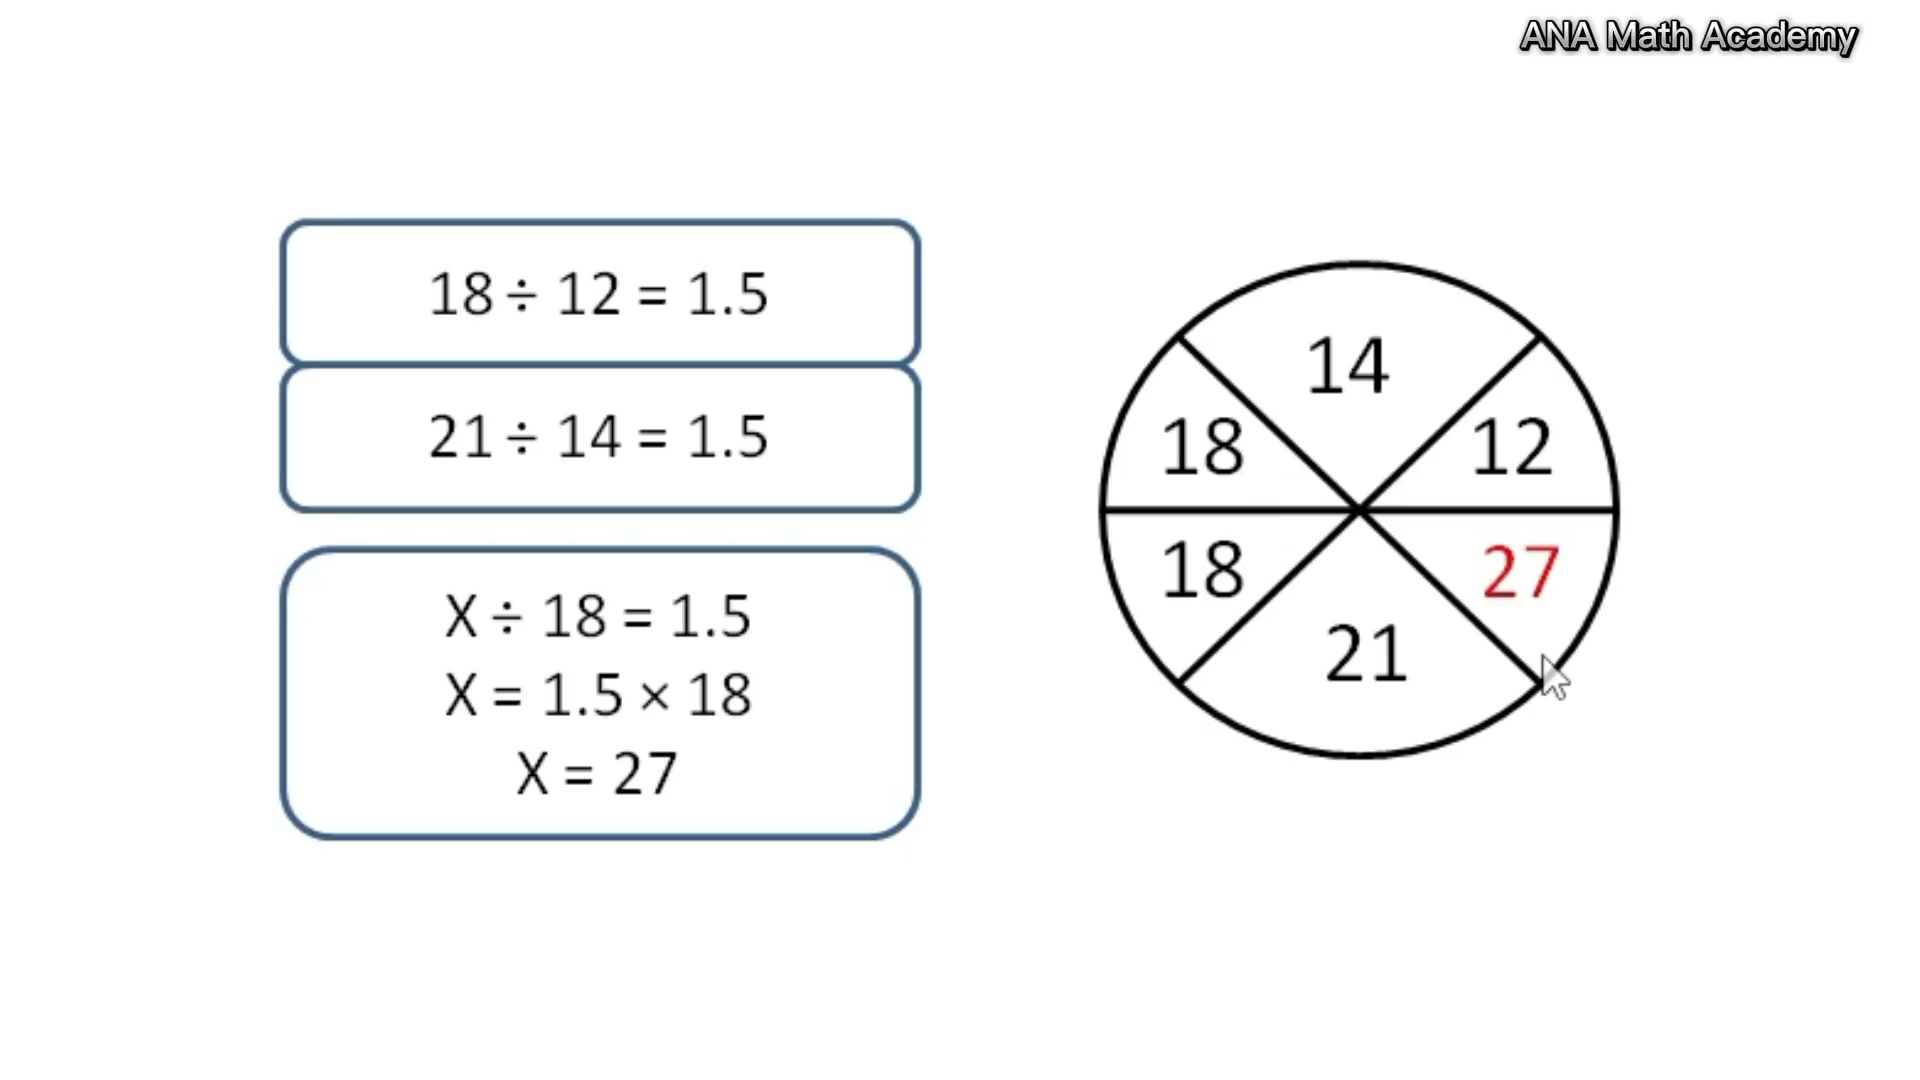 ANA Math Academy
18 ÷ 12 = 1.5
21 ÷ 14 = 1.5
X ÷ 18 = 1.5
X = 1.5 × 18
X = 27
14
18
12
18
27
21